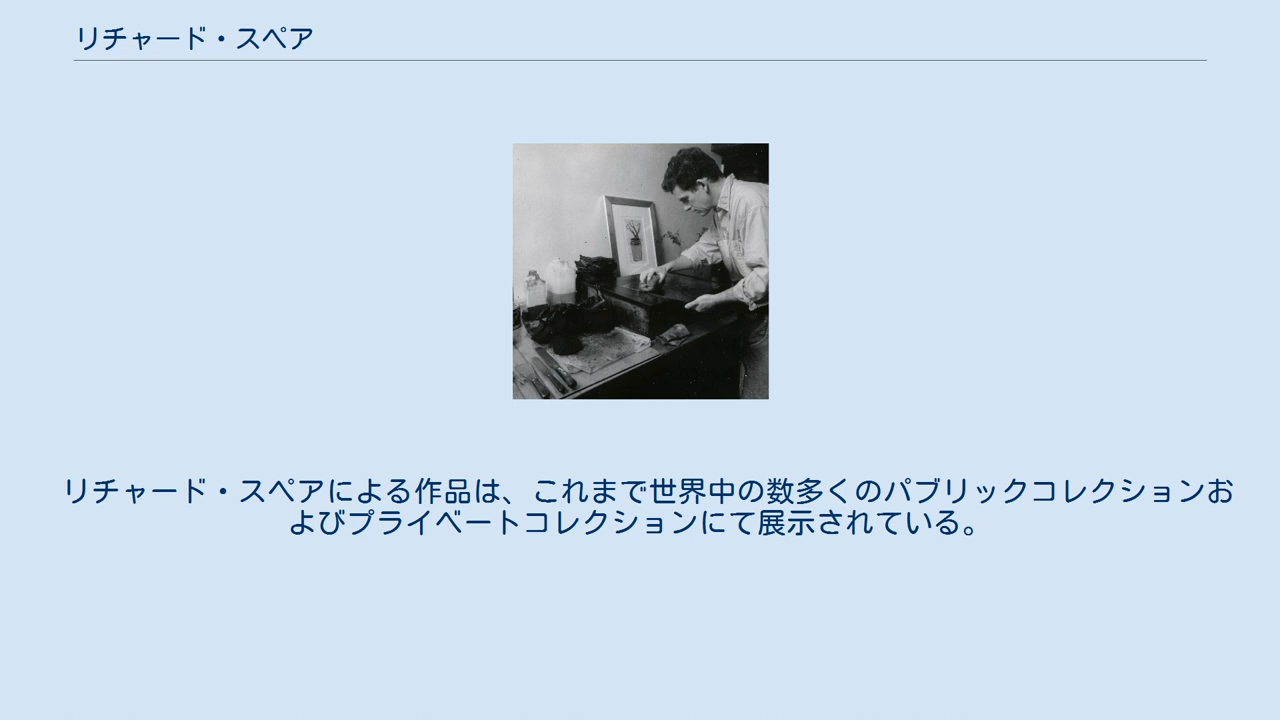 リチャード・スペア
リチャード・スペアによる作品は、これまで世界中の数多くのパブリックコレクションお
よびプライベートコレクションにて展示されている。